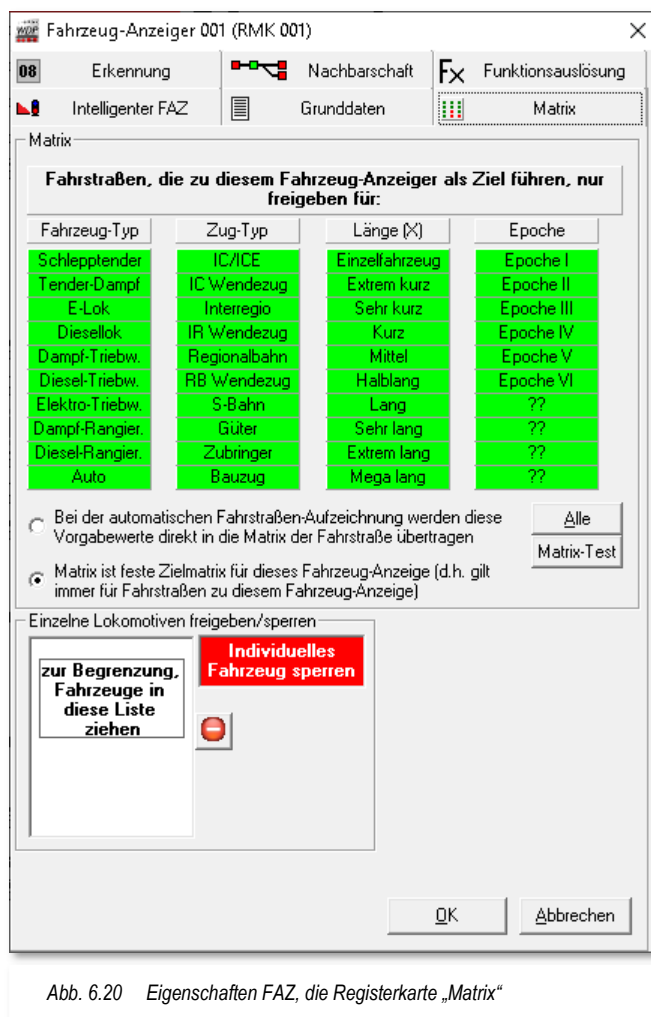 WDP Fahrzeug-Anzeiger 001 (RMK 001)
08 Erkennung Nachbarschaft Fx Funktionsauslösung
Intelligenter FAZ Grunddaten Matrix
Matrix
Fahrstraßen, die zu diesem Fahrzeug-Anzeiger als Ziel führen, nur
freigeben für:
Fahrzeug-Typ Zug-Typ Länge (X) Epoche
Schlepptender IC/ICE Einzelfahrzeug Epoche I
Tender-Dampf IC Wendezug Extrem kurz Epoche II
E-Lok Interregio Sehr kurz Epoche III
Diesellok IR Wendezug Kurz Epoche IV
Dampf-Triebw. Regionalbahn Mittel Epoche V
Diesel-Triebw. RB Wendezug Halblang Epoche VI
Elektro-Triebw. S-Bahn Lang ??
Dampf-Rangier. Güter Sehr lang ??
Diesel-Rangier. Zubringer Extrem lang ??
Auto Bauzug Mega lang ??
Bei der automatischen Fahrstraßen-Aufzeichnung werden diese
Vorgabewerte direkt in die Matrix der Fahrstraße übertragen
Alle
Matrix-Test
Matrix ist feste Zielmatrix für dieses Fahrzeug-Anzeige (d.h. gilt
immer für Fahrstraßen zu diesem Fahrzeug-Anzeige)
Einzelne Lokomotiven freigeben/sperren
zur Begrenzung,
Fahrzeuge in
diese Liste
ziehen
Individuelles
Fahrzeug sperren
OK Abbrechen
Abb. 6.20 Eigenschaften FAZ, die Registerkarte „Matrix“